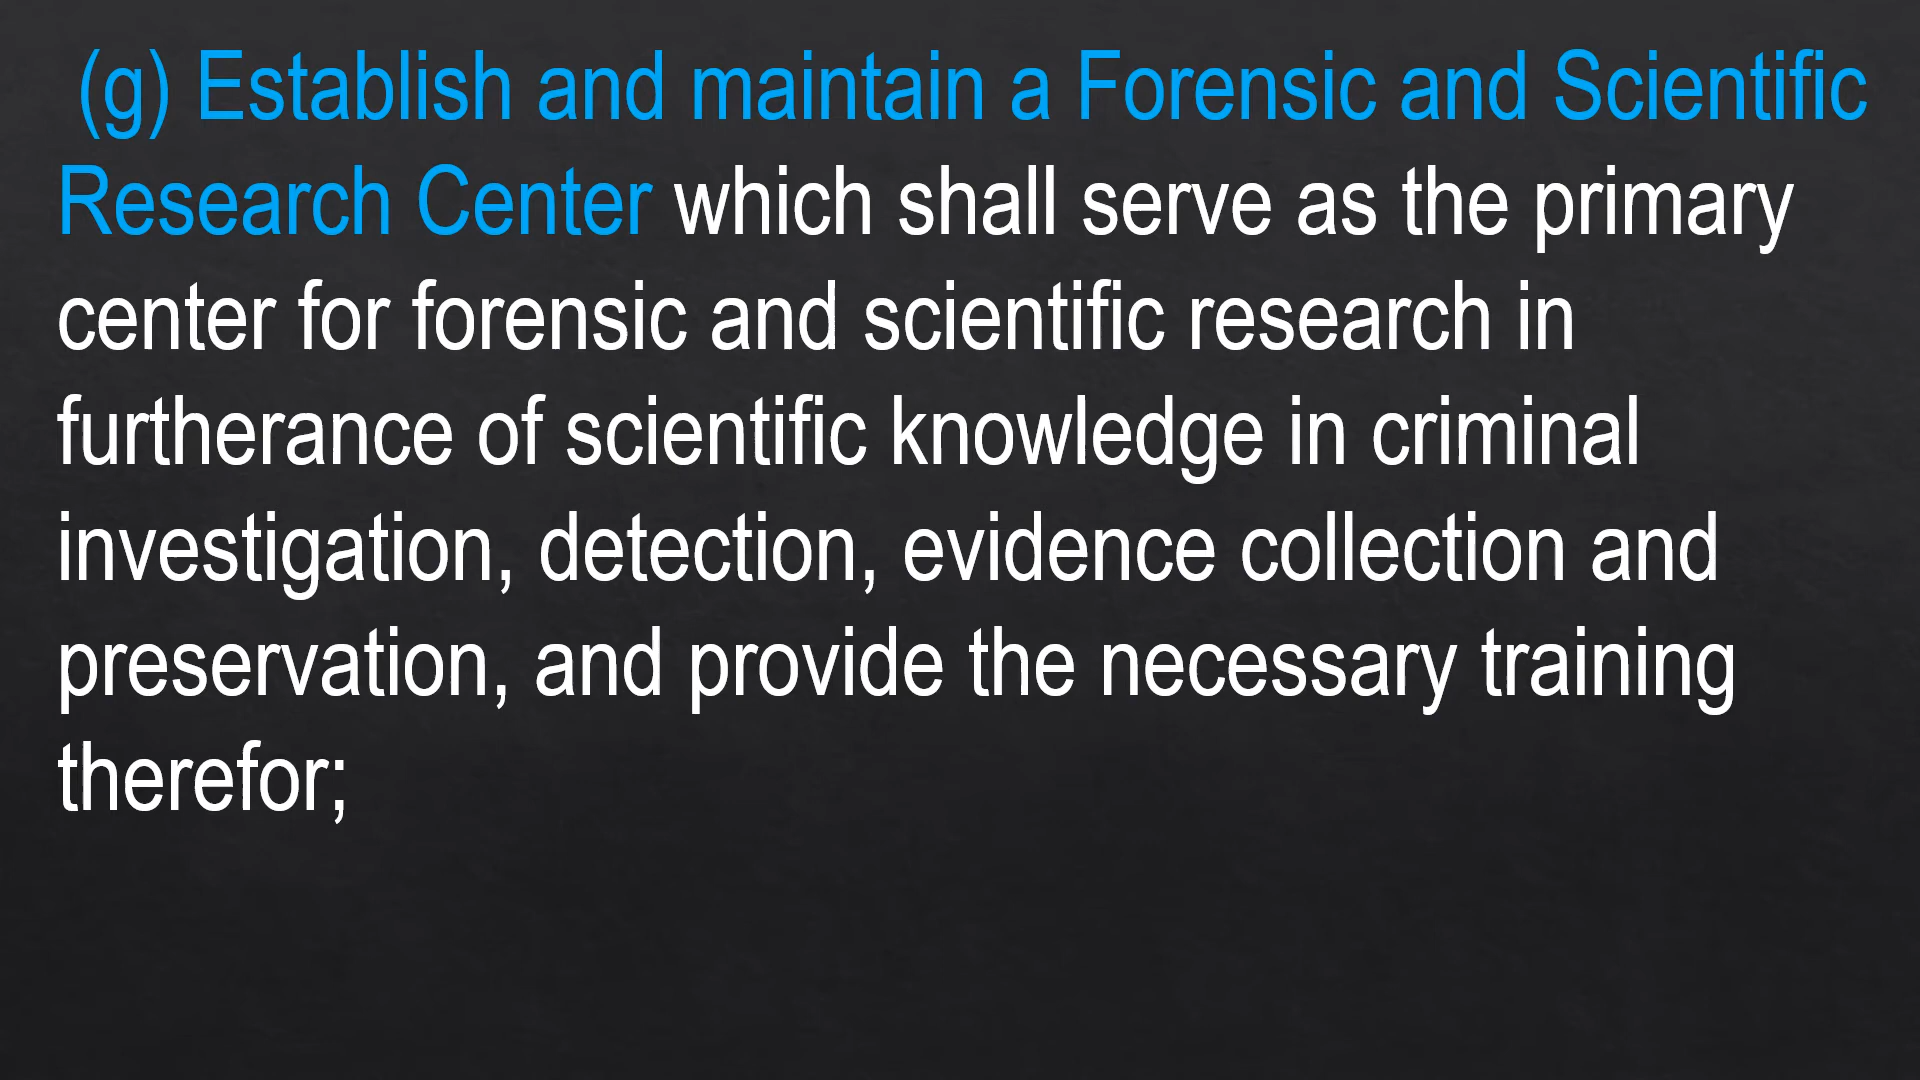 (g) Establish and maintain a Forensic and Scientific
Research Center which shall serve as the primary
center for forensic and scientific research in
furtherance of scientific knowledge in criminal
investigation, detection, evidence collection and
preservation, and provide the necessary training
therefor;